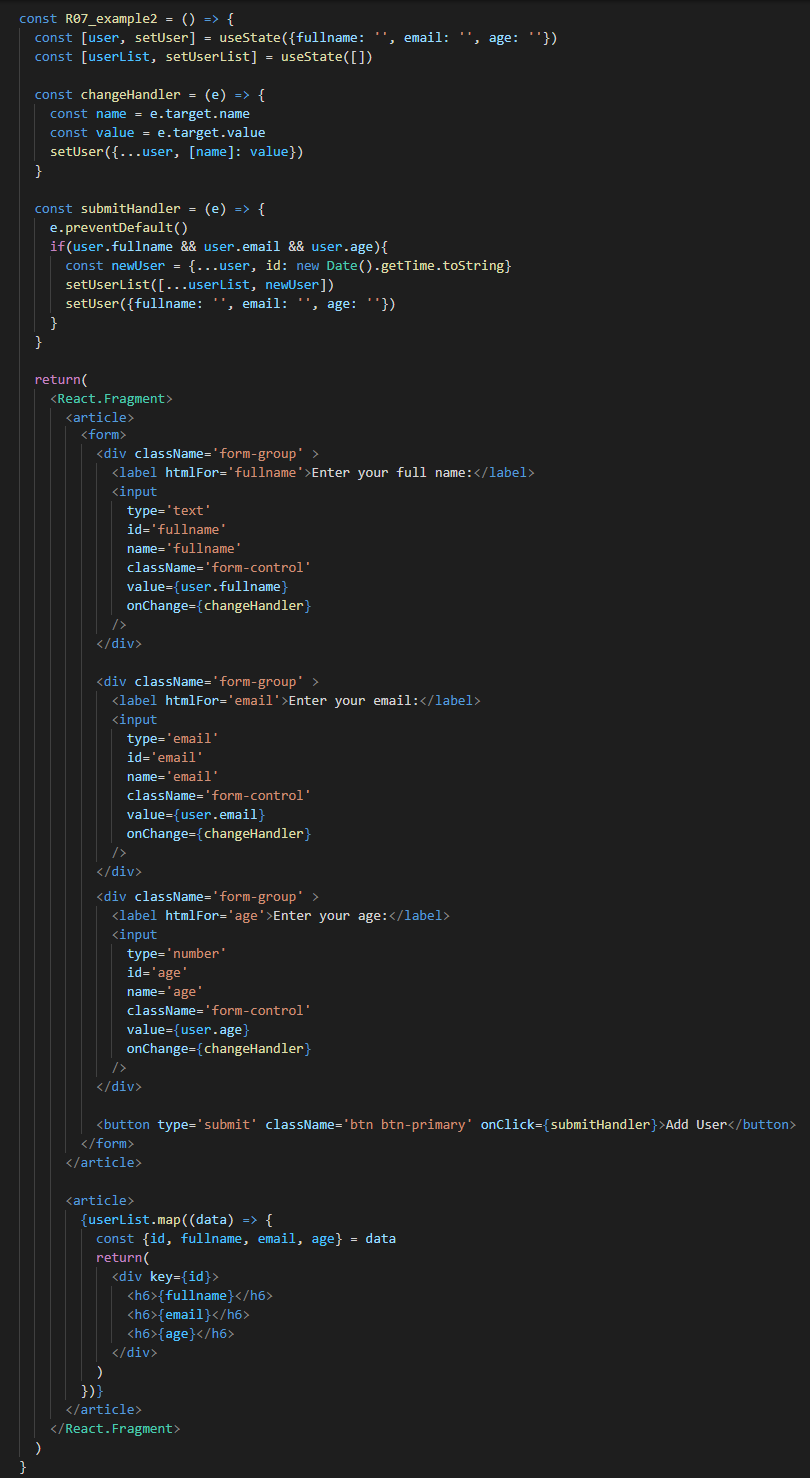 const R07_example2 = () => {
const [user, setUser] = useState({fullname: '', email: '', age: ''})
const [userList, setUserList] = useState([])
const changeHandler = (e) => {
const name = e.target.name
const value = e.target.value
setUser({...user, [name]: value})
}
const submitHandler = (e) => {
e.preventDefault()
if(user.fullname && user.email && user.age){
const newUser = {...user, id: new Date().getTime.toString}
setUserList([...userList, newUser])
setUser({fullname: '', email: '', age: ''})
}
}
return(
<React.Fragment>
<article>
<form>
<div className='form-group' >
<label htmlFor='fullname'>Enter your full name:</label>
<input
type='text'
id='fullname'
name='fullname'
className='form-control'
value={user.fullname}
onChange={changeHandler}
/>
</div>
<div className='form-group' >
<label htmlFor='email'>Enter your email:</label>
<input
type='email'
id='email'
name='email'
className='form-control'
value={user.email}
onChange={changeHandler}
/>
</div>
<div className='form-group' >
<label htmlFor='age'>Enter your age:</label>
<input
type='number'
id='age'
name='age'
className='form-control'
value={user.age}
onChange={changeHandler}
/>
</div>
<button type='submit' className='btn btn-primary' onClick={submitHandler}>Add User</button>
</form>
</article>
<article>
{userList.map((data) => {
const {id, fullname, email, age} = data
return(
<div key={id}>
<h6>{fullname}</h6>
<h6>{email}</h6>
<h6>{age}</h6>
</div>
)
})}
</article>
</React.Fragment>
)
}